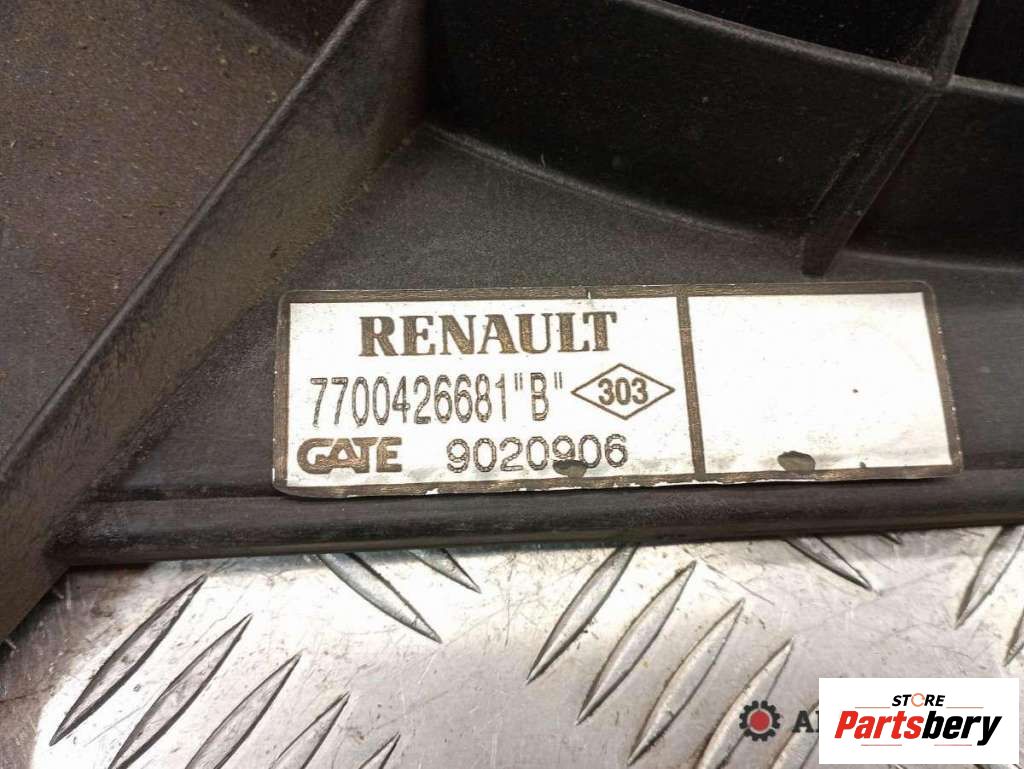 RENAULT
7700426681"B" 303
GATE 9020906
STORE
Partsbery